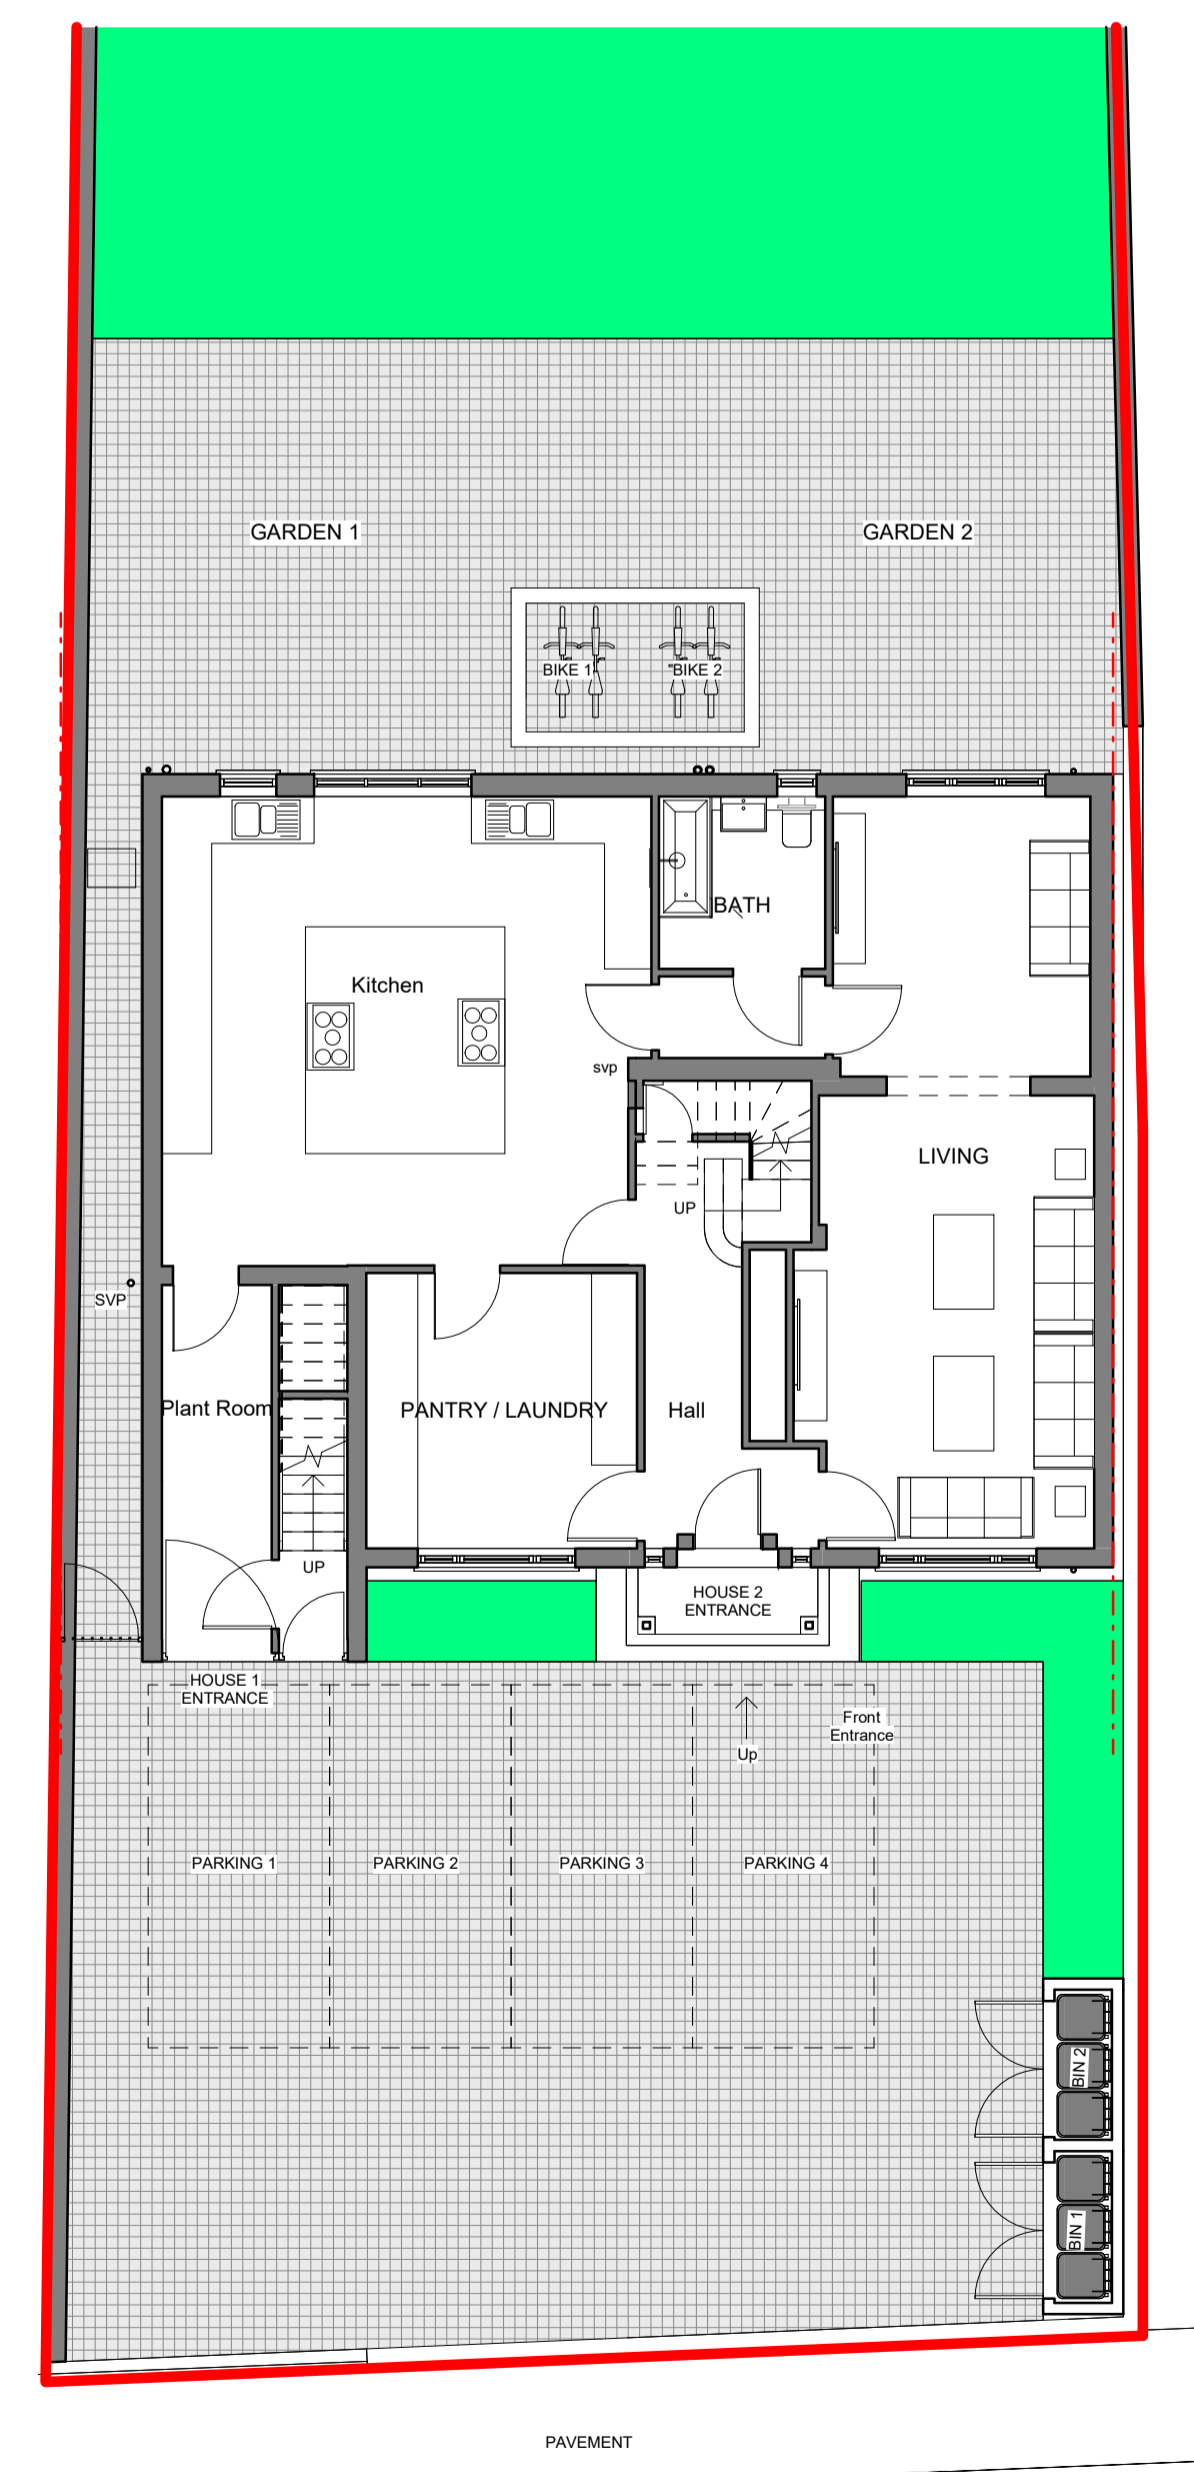 GARDEN 1
GARDEN 2
BIKE 1
"BIKE 2
BATH
Kitchen
svp
LIVING
UP
SVP
Plant Room
PANTRY / LAUNDRY
Hall
UP
HOUSE 2
ENTRANCE
HOUSE 1
ENTRANCE
Front
Entrance
Up
PARKING 1
PARKING 2
PARKING 3
PARKING 4
BIN 2
BIN 1
PAVEMENT